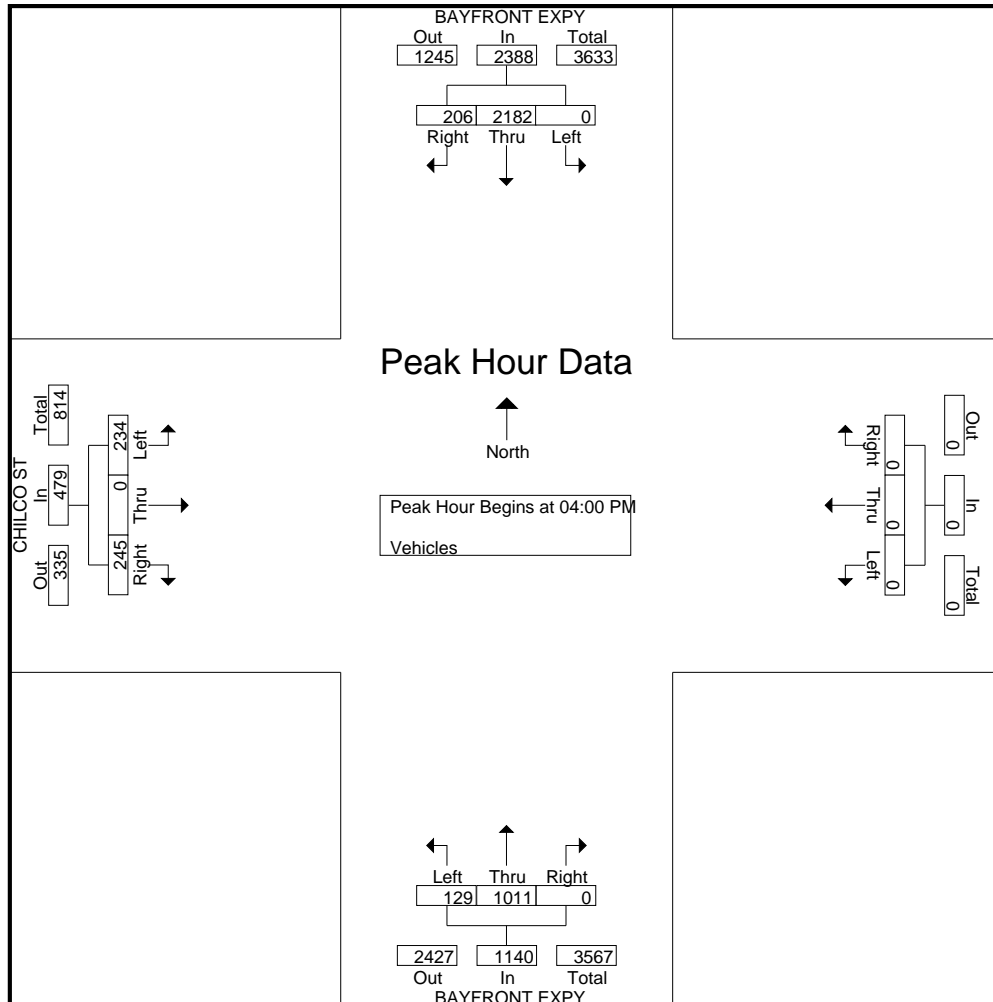 BAYFRONT EXPY
Out In Total
1245 2388 3633
206 2182 0
Right Thru Left
Peak Hour Data
North
Peak Hour Begins at 04:00 PM
Vehicles
CHILCO ST
Out In Total
335 479 814
Right Thru Left
245 0 234
Out In Total
0 0 0
Right Thru Left
0 0 0
Left Thru Right
129 1011 0
2427 1140 3567
Out In Total
BAYFRONT EXPY